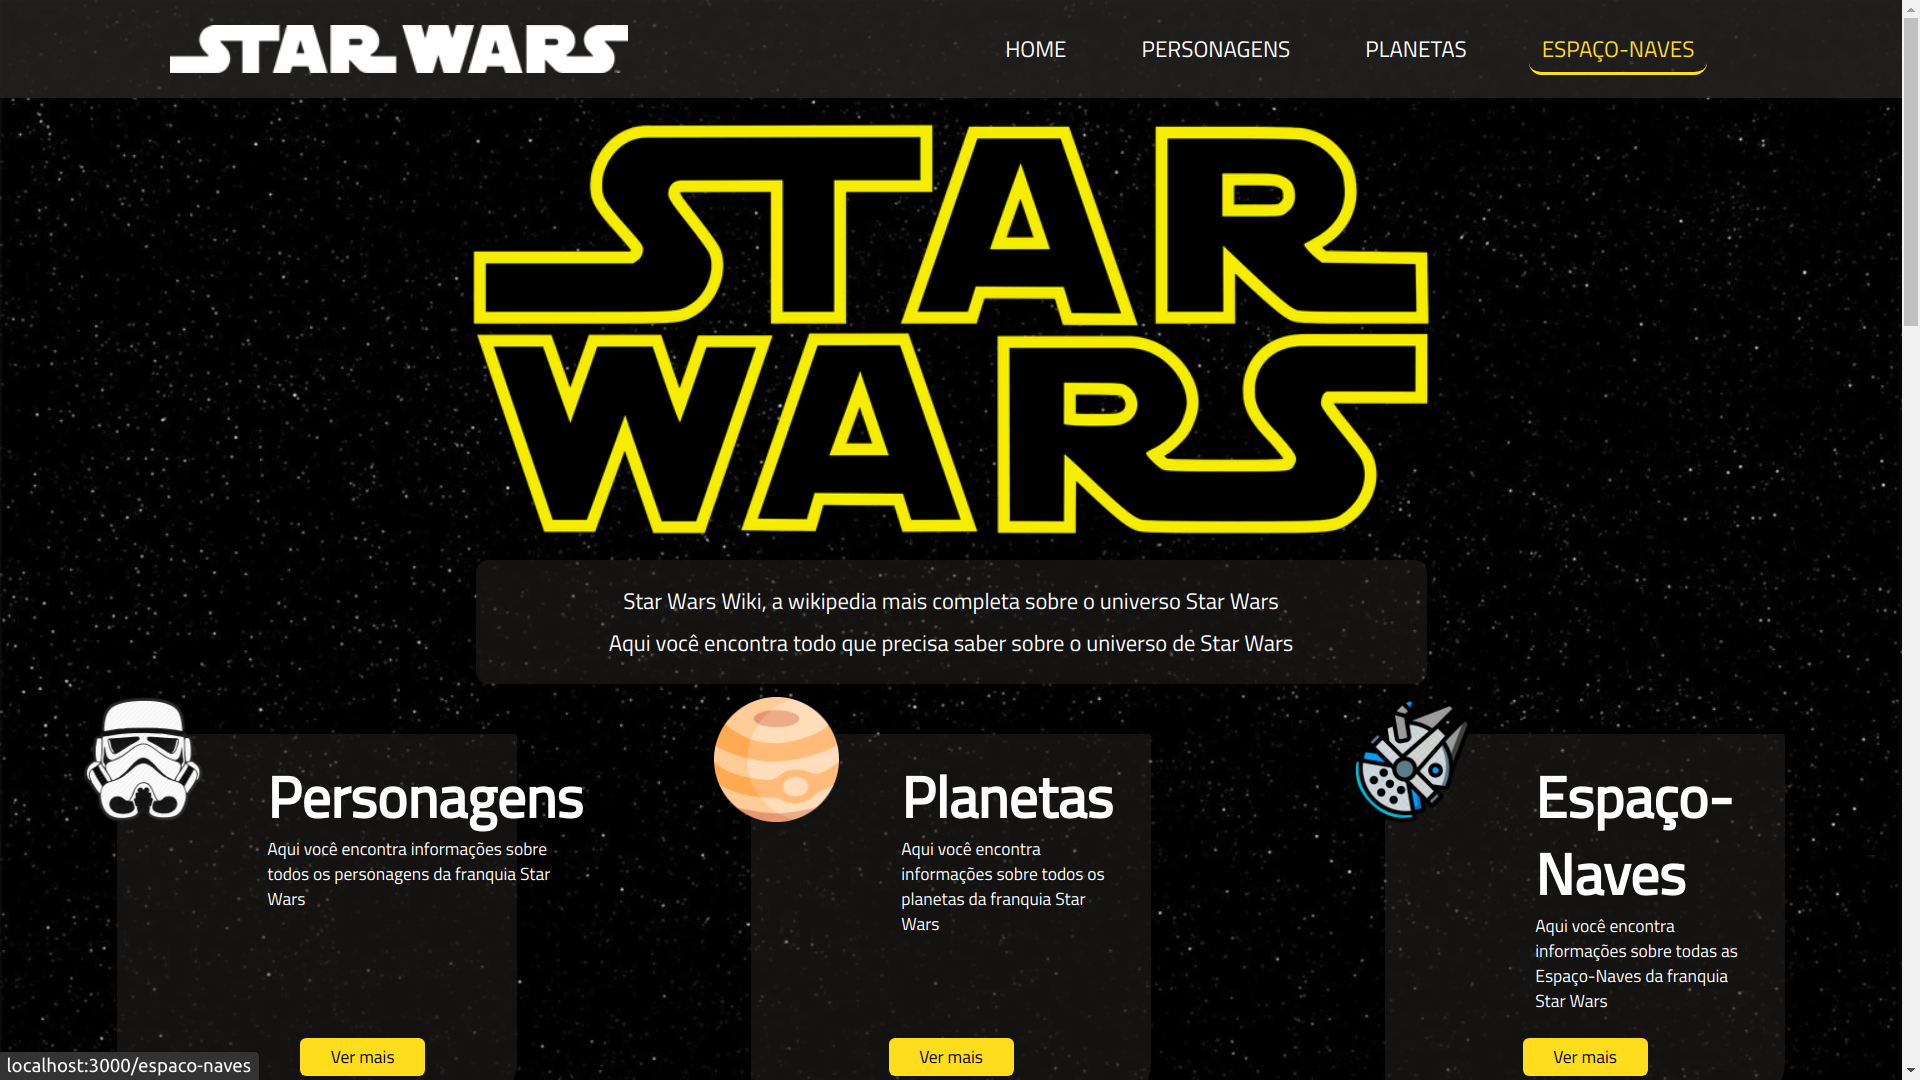 STAR WARS
HOME
PERSONAGENS
PLANETAS
ESPAÇO-NAVES
STAR
WARS
Star Wars Wiki, a wikipedia mais completa sobre o universo Star Wars
Aqui você encontra todo que precisa saber sobre o universo de Star Wars
Personagens
Aqui você encontra informações sobre
todos os personagens da franquia Star
Wars
Ver mais
Planetas
Aqui você encontra
informações sobre todos os
planetas da franquia Star
Wars
Ver mais
Espaço-
Naves
Aqui você encontra
informações sobre todas as
Espaço-Naves da franquia
Star Wars
Ver mais
localhost:3000/espaco-naves